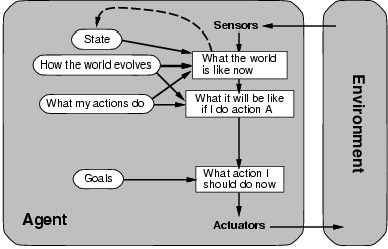 Sensors
State
What the world
is like now
How the world evolves
What my actions do
What it will be like
if I do action A
Environment
Goals
What action I
should do now
Agent
Actuators